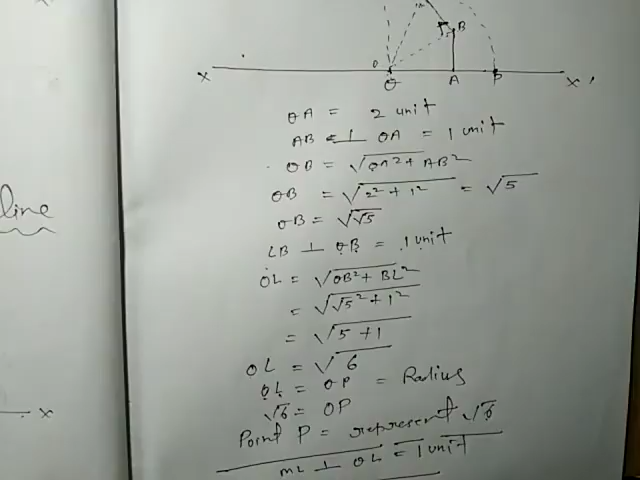 line
x
M
B
O
X
O
A
P
X'
OA = 2 unit
AB ⊥ OA = 1 unit
OB = √OA² + AB²
OB = √2² + 1² = √5
OB = √√5
LB ⊥ OB = 1 unit
OL = √OB² + BL²
= √√5² + 1²
= √5 + 1
OL = √6
OL = OP = Radius
√6 = OP
Point P = represent √6
ML ⊥ OL = 1 unit